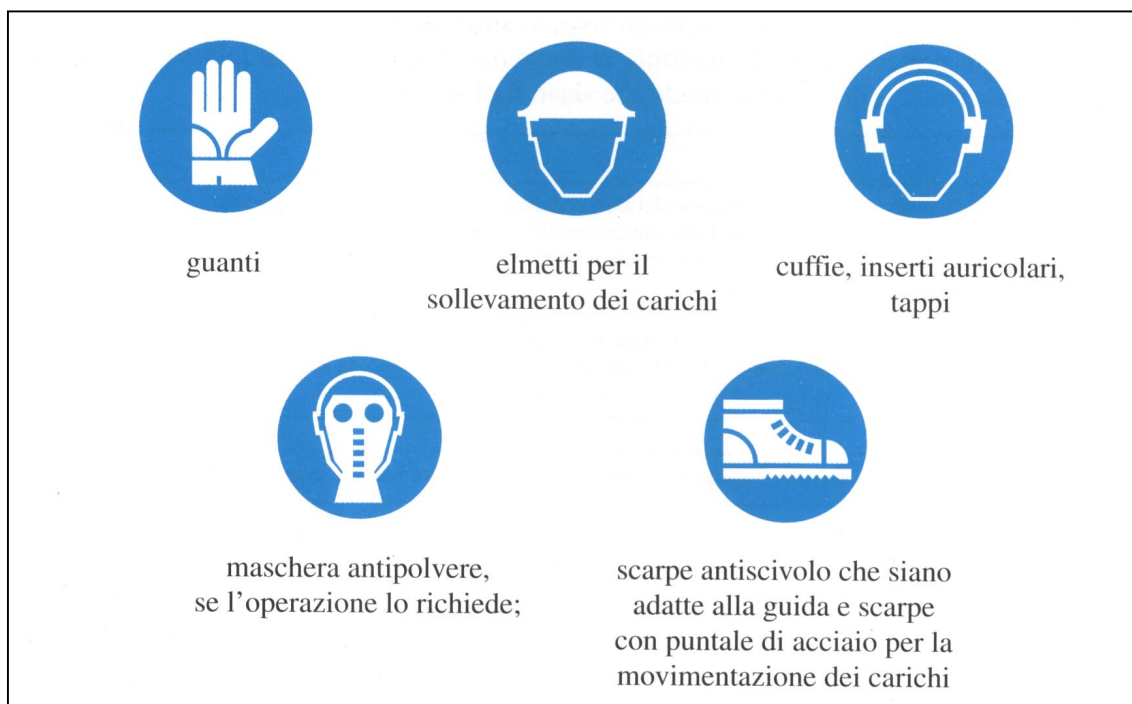 guanti
elmetti per il
sollevamento dei carichi
cuffie, inserti auricolari,
tappi
maschera antipolvere,
se l'operazione lo richiede;
scarpe antiscivolo che siano
adatte alla guida e scarpe
con puntale di acciaio per la
movimentazione dei carichi